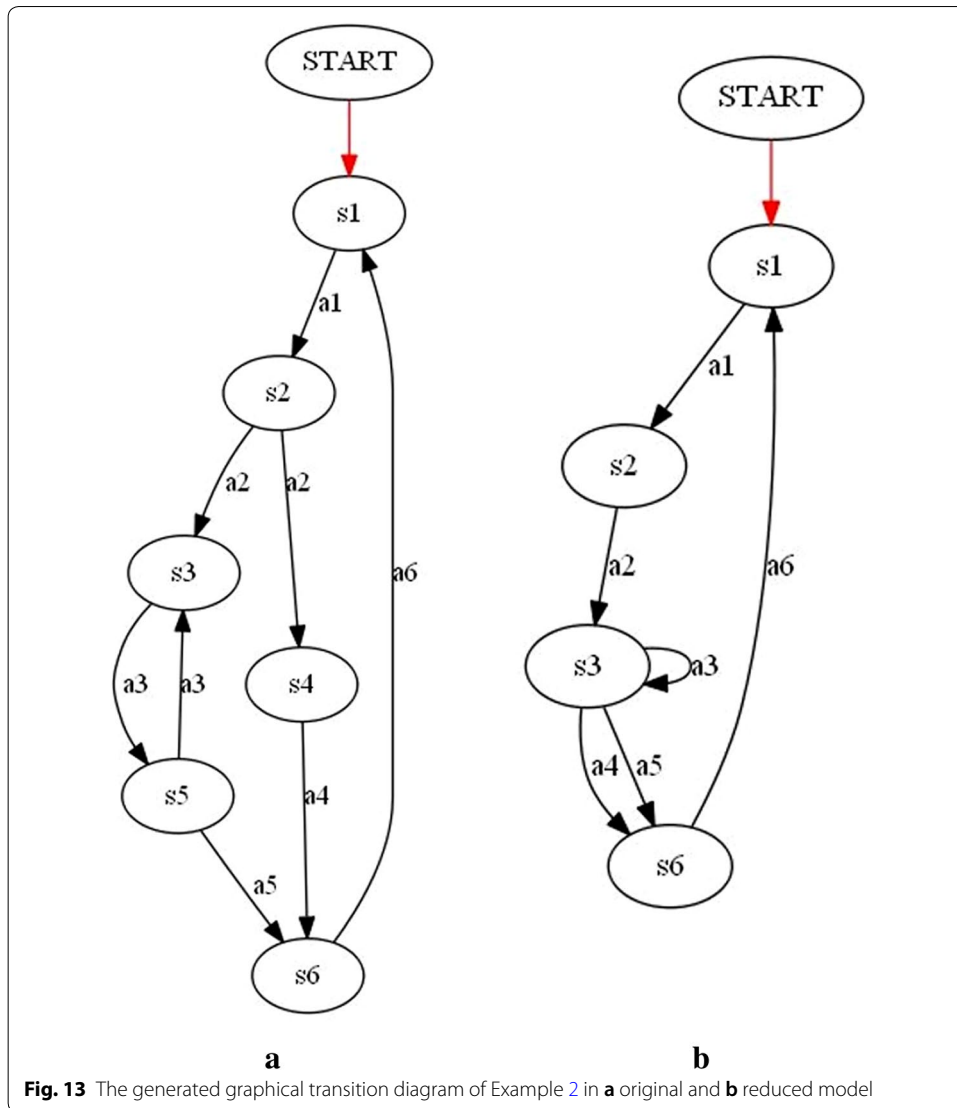 START
s1
a1
s2
a2
a2
s3
a6
s4
a3
a3
s5
a4
a5
s6
a
START
s1
a1
s2
a2
a6
s3
a3
a4
a5
s6
b
Fig. 13 The generated graphical transition diagram of Example 2 in a original and b reduced model